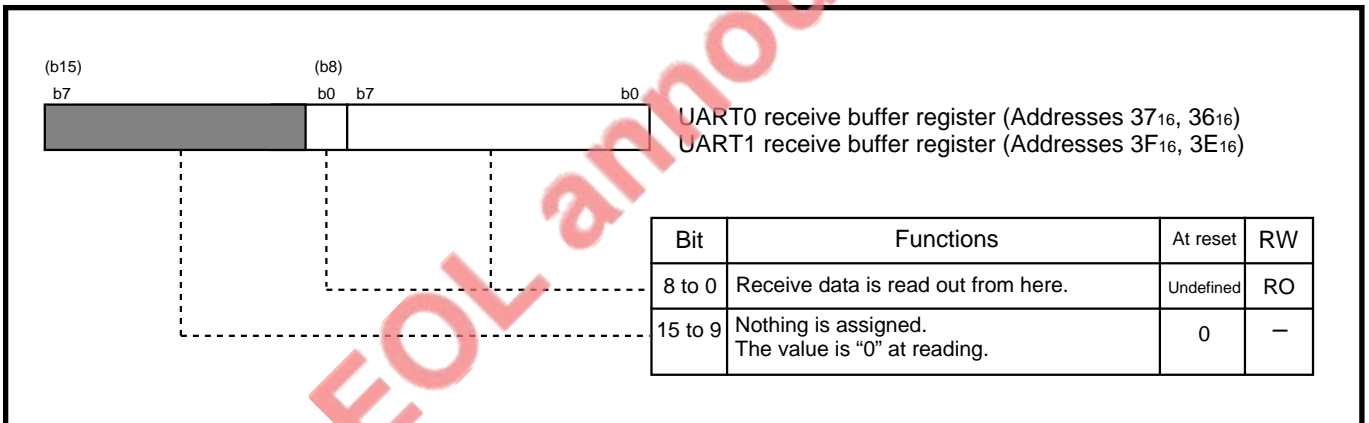 (b15) (b8)
b7 b0 b7 b0
UART0 receive buffer register (Addresses 3716, 3616)
UART1 receive buffer register (Addresses 3F16, 3E16)
Bit Functions At reset RW
8 to 0 Receive data is read out from here. Undefined RO
15 to 9 Nothing is assigned.
The value is “0” at reading. 0 –
EOL annou